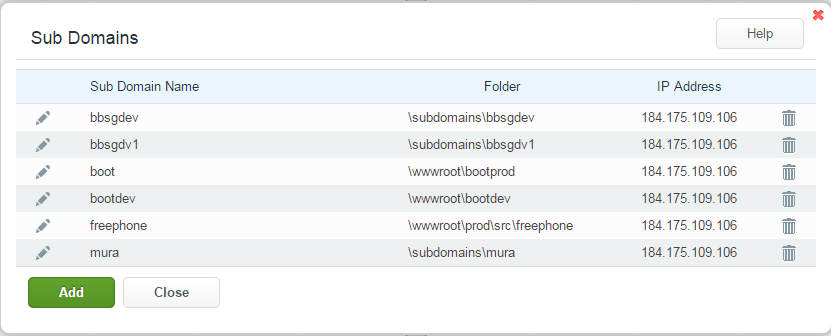 Sub Domains
Help
Sub Domain Name Folder IP Address
bbsgdev \subdomains\bbsgdev 184.175.109.106
bbsgdv1 \subdomains\bbsgdv1 184.175.109.106
boot \wwwroot\bootprod 184.175.109.106
bootdev \wwwroot\bootdev 184.175.109.106
freephone \wwwroot\prod\src\freephone 184.175.109.106
mura \subdomains\mura 184.175.109.106
Add Close